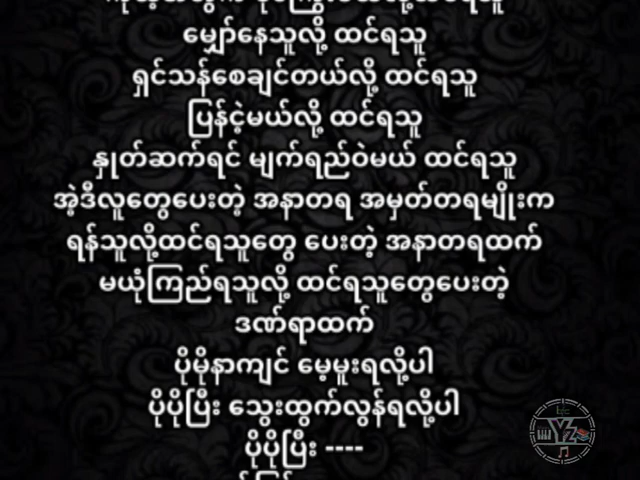 မျှော်နေသူလို့ ထင်ရသူ
ရှင်သန်စေချင်တယ်လို့ ထင်ရသူ
ပြန်ငဲ့မယ်လို့ ထင်ရသူ
နှုတ်ဆက်ရင် မျက်ရည်ဝဲမယ် ထင်ရသူ
အဲ့ဒီလူတွေပေးတဲ့ အနာတရ အမှတ်တရမျိုးက
ရန်သူလို့ထင်ရသူတွေ ပေးတဲ့ အနာတရထက်
မယုံကြည်ရသူလို့ ထင်ရသူတွေပေးတဲ့
ဒဏ်ရာထက်
ပိုမိုနာကျင် မေ့မူးရလို့ပါ
ပိုပိုပြီး သွေးထွက်လွန်ရလို့ပါ
ပိုပိုပြီး ----
YZ